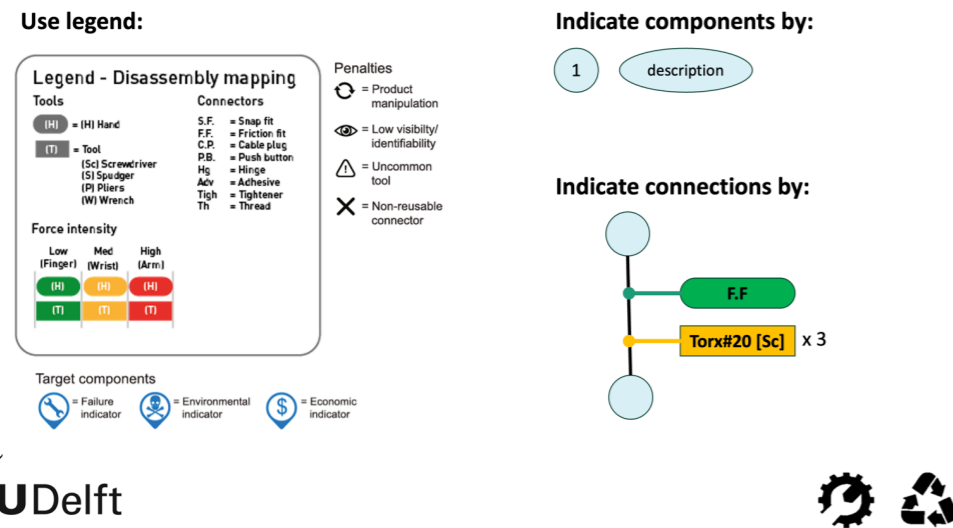 Use legend:
Legend - Disassembly mapping
Tools
(H) = (H) Hand
(T) = Tool
(Sc) Screwdriver
(S) Spudger
(P) Pliers
(W) Wrench
Connectors
S.F. = Snap fit
F.F. = Friction fit
C.P. = Cable plug
P.B. = Push button
Hg = Hinge
Adv = Adhesive
Tigh = Tightener
Th = Thread
Force intensity
Low Med High
(Finger) (Wrist) (Arm)
(H) (H) (H)
(T) (T) (T)
Penalties
= Product
manipulation
= Low visibilty/
identifiability
= Uncommon
tool
= Non-reusable
connector
Target components
= Failure
indicator
= Environmental
indicator
$ = Economic
indicator
Indicate components by:
1 description
Indicate connections by:
F.F
Torx#20 [Sc] x 3
UDelft